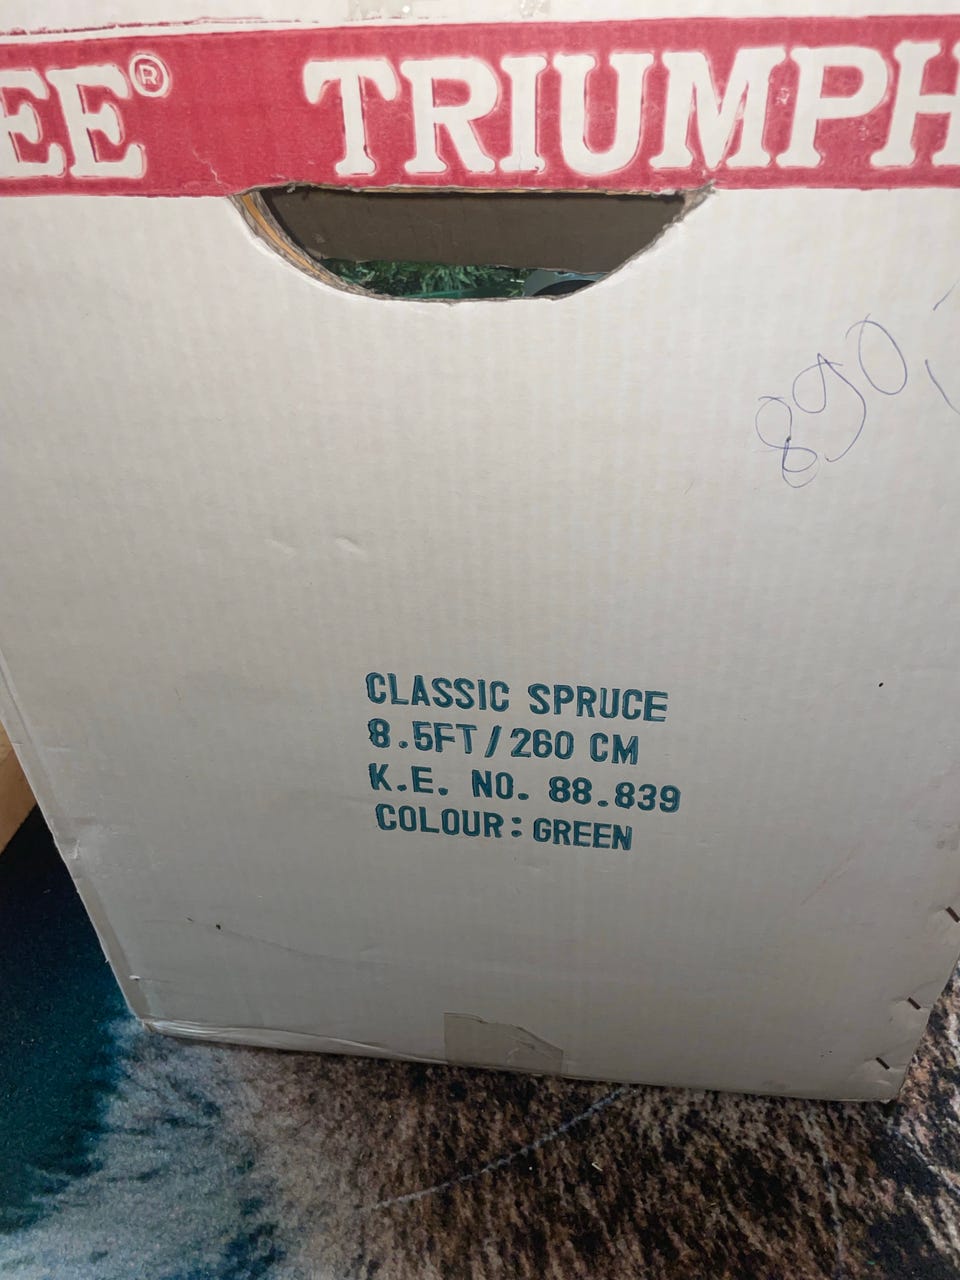 EE® TRIUMPH
890,
CLASSIC SPRUCE
8.5FT/260 CM
K.E. NO. 88.839
COLOUR: GREEN